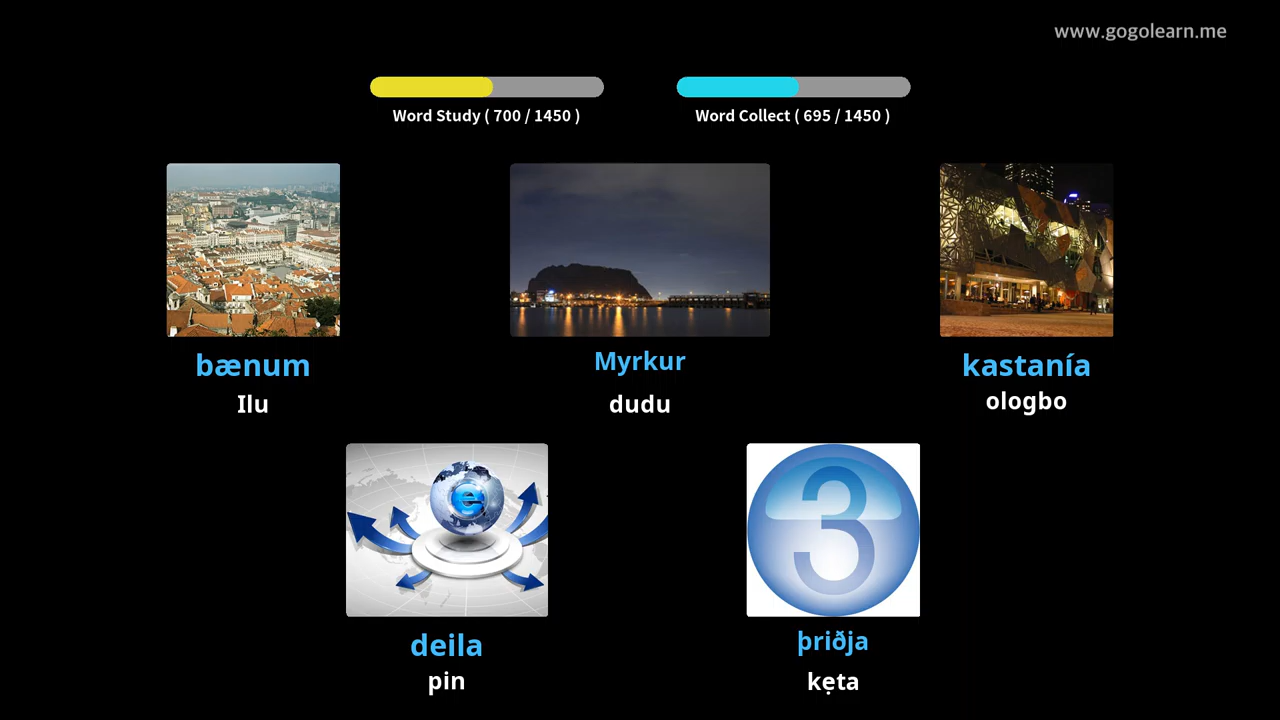 www.gogolearn.me
Word Study ( 700 / 1450 )
Word Collect ( 695 / 1450 )
bænum
Ilu
Myrkur
dudu
kastanía
ologbo
e
deila
pin
3
þriðja
kẹta